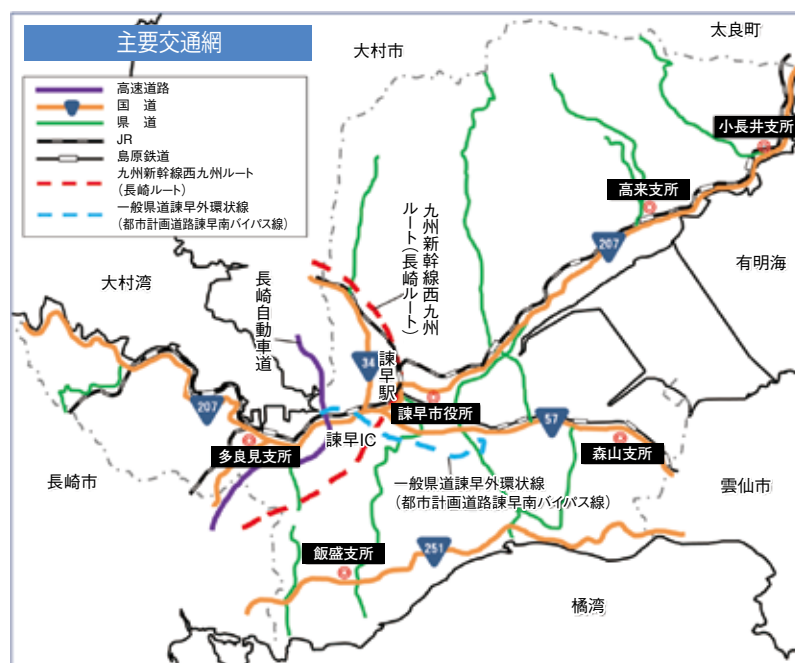 主要交通網
高速道路
国 道
県 道
JR
島原鉄道
九州新幹線西九州ルート
(長崎ルート)
一般県道諫早外環状線
(都市計画道路諫早南バイパス線)
大村市
太良町
小長井支所
高来支所
207
有明海
大村湾
長崎自動車道
九州新幹線西九州
ルート(長崎ルート)
34
諫早駅
諫早市役所
207
諫早IC
57
多良見支所
森山支所
長崎市
一般県道諫早外環状線
(都市計画道路諫早南バイパス線)
雲仙市
飯盛支所
251
橘湾